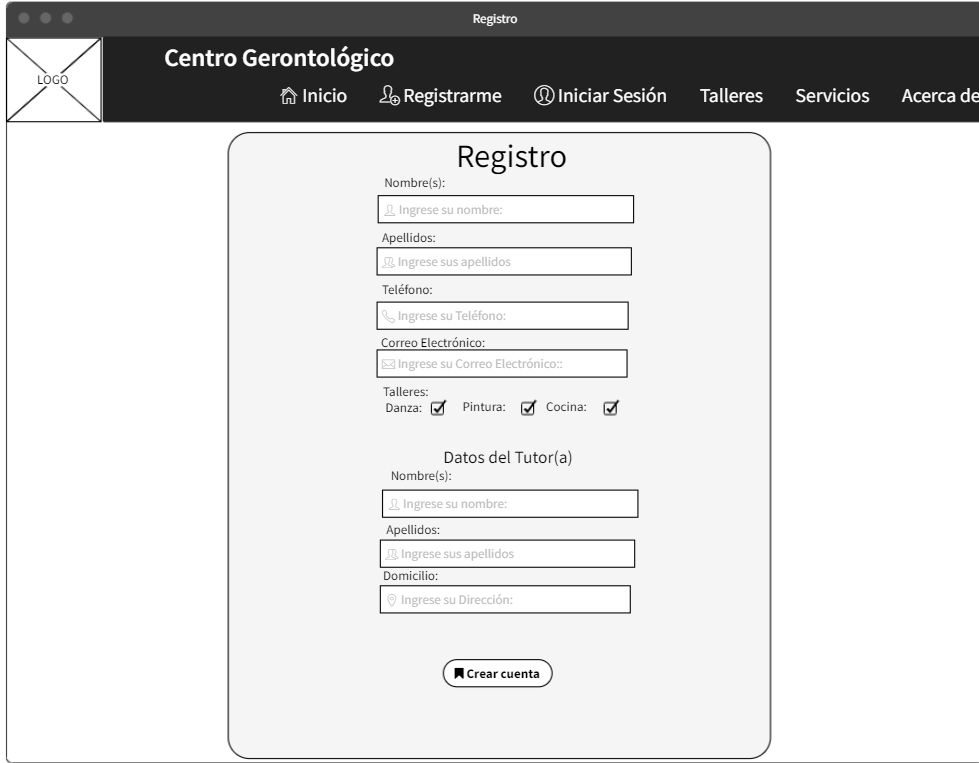 Registro
LOGO
Centro Gerontológico
Inicio Registrarme Iniciar Sesión Talleres Servicios Acerca de
Registro
Nombre(s):
Ingrese su nombre:
Apellidos:
Ingrese sus apellidos
Teléfono:
Ingrese su Teléfono:
Correo Electrónico:
Ingrese su Correo Electrónico::
Talleres:
Danza: Pintura: Cocina:
Datos del Tutor(a)
Nombre(s):
Ingrese su nombre:
Apellidos:
Ingrese sus apellidos
Domicilio:
Ingrese su Dirección:
Crear cuenta